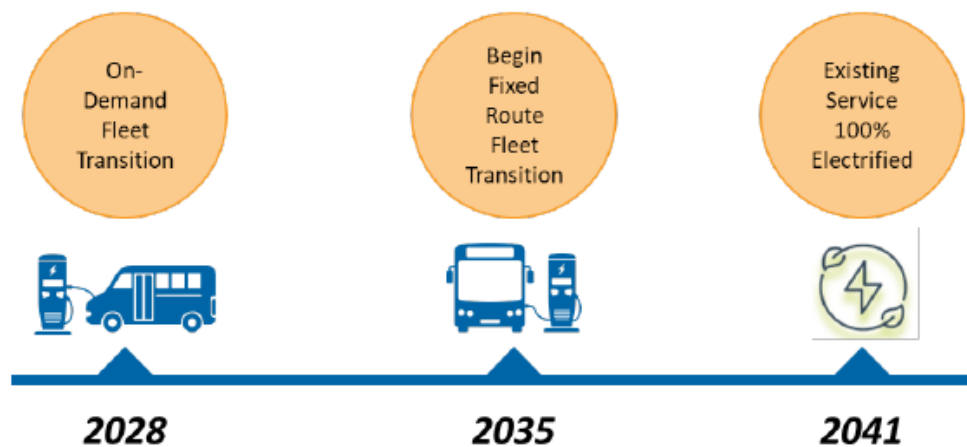 On-
Demand
Fleet
Transition
Begin
Fixed
Route
Fleet
Transition
Existing
Service
100%
Electrified
2028
2035
2041